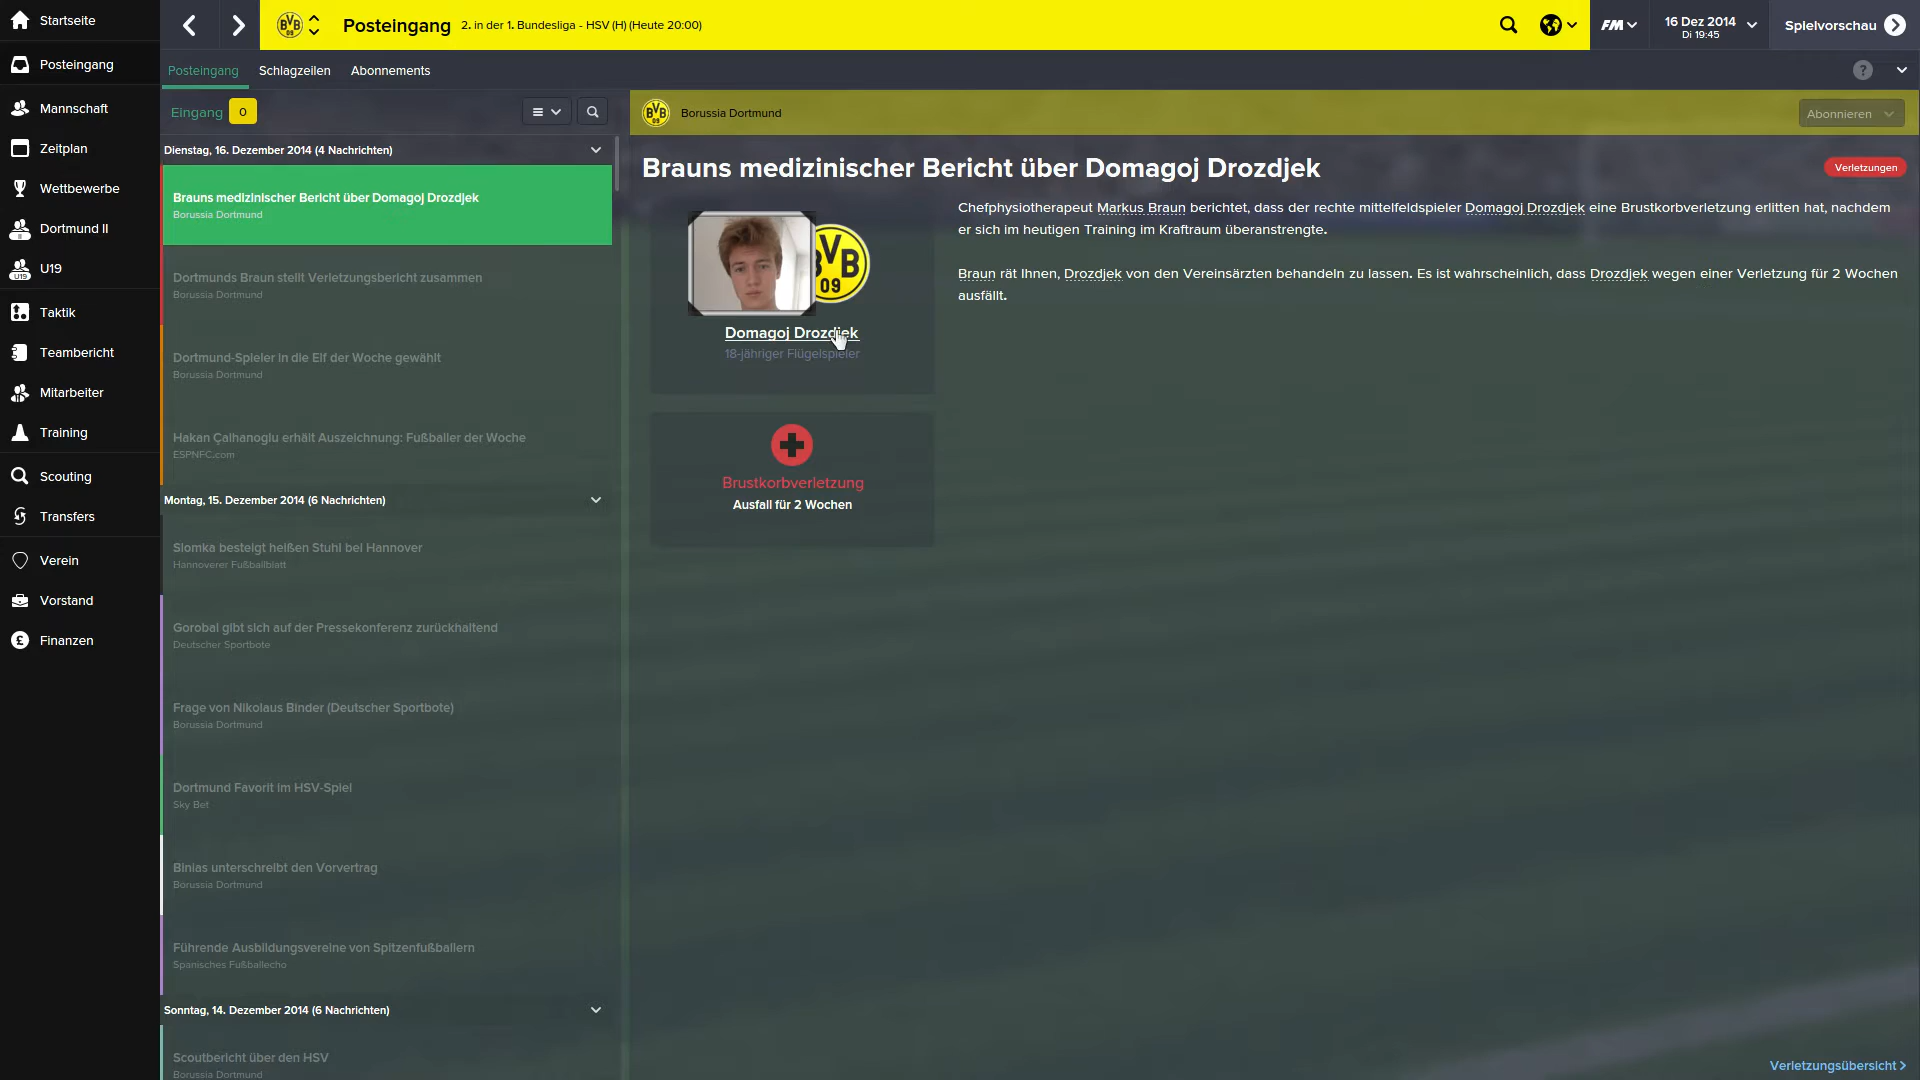 Startseite
Posteingang
Mannschaft
Zeitplan
Wettbewerbe
Dortmund II
U19
Taktik
Teambericht
Mitarbeiter
Training
Scouting
Transfers
Verein
Vorstand
Finanzen
Posteingang 2. in der 1. Bundesliga - HSV (H) (Heute 20:00)
FM
16 Dez 2014
Di 19:45
Spielvorschau
Posteingang Schlagzeilen Abonnements
Eingang 0
Dienstag, 16. Dezember 2014 (4 Nachrichten)
Brauns medizinischer Bericht über Domagoj Drozdjek
Borussia Dortmund
Dortmunds Braun stellt Verletzungsbericht zusammen
Borussia Dortmund
Dortmund-Spieler in die Elf der Woche gewählt
Borussia Dortmund
Hakan Çalhanoglu erhält Auszeichnung: Fußballer der Woche
ESPNFC.com
Montag, 15. Dezember 2014 (6 Nachrichten)
Slomka besteigt heißen Stuhl bei Hannover
Hannoverer Fußballblatt
Gorobal gibt sich auf der Pressekonferenz zurückhaltend
Deutscher Sportbote
Frage von Nikolaus Binder (Deutscher Sportbote)
Borussia Dortmund
Dortmund Favorit im HSV-Spiel
Sky Bet
Binias unterschreibt den Vorvertrag
Borussia Dortmund
Führende Ausbildungsvereine von Spitzenfußballern
Spanisches Fußballecho
Sonntag, 14. Dezember 2014 (6 Nachrichten)
Scoutbericht über den HSV
Borussia Dortmund
BVB 09
Borussia Dortmund
Abonnieren
Brauns medizinischer Bericht über Domagoj Drozdjek
Verletzungen
BVB
09
Domagoj Drozdjek
18-jähriger Flügelspieler
Brustkorbverletzung
Ausfall für 2 Wochen
Chefphysiotherapeut Markus Braun berichtet, dass der rechte mittelfeldspieler Domagoj Drozdjek eine Brustkorbverletzung erlitten hat, nachdem
er sich im heutigen Training im Kraftraum überanstrengte.
Braun rät Ihnen, Drozdjek von den Vereinsärzten behandeln zu lassen. Es ist wahrscheinlich, dass Drozdjek wegen einer Verletzung für 2 Wochen
ausfällt.
Verletzungsübersicht